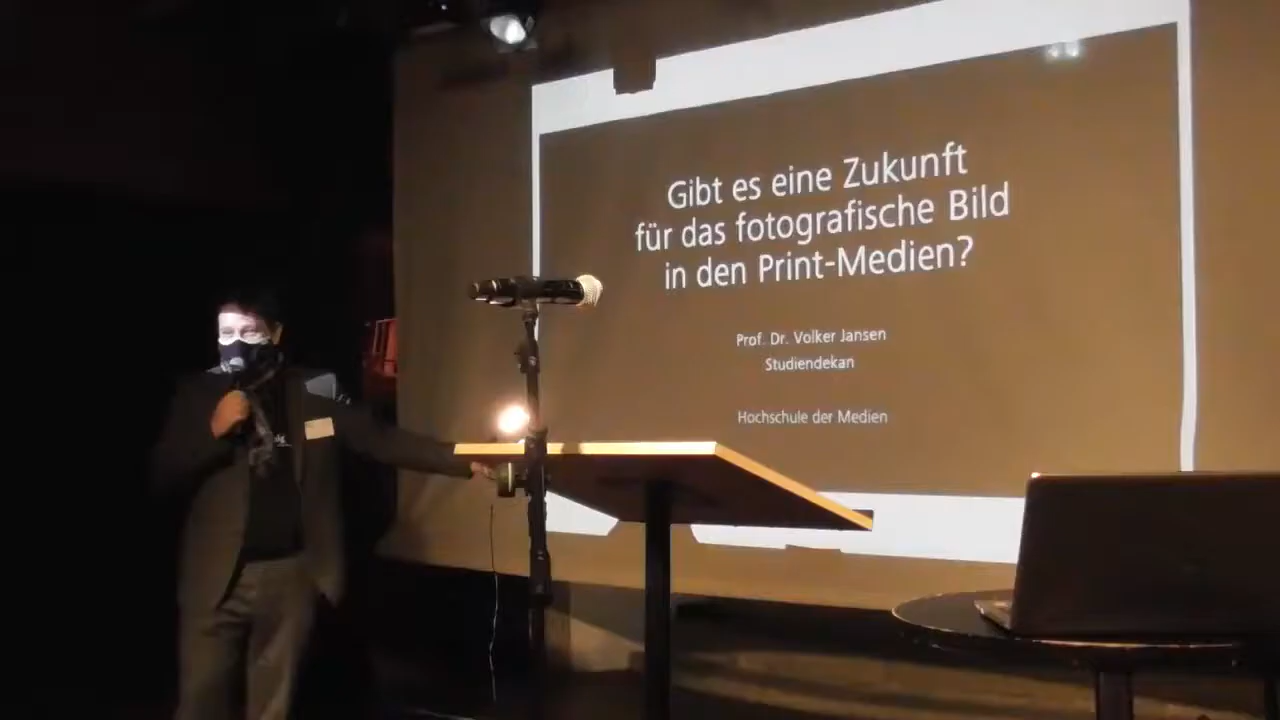 Gibt es eine Zukunft
für das fotografische Bild
in den Print-Medien?
Prof. Dr. Volker Jansen
Studiendekan
Hochschule der Medien